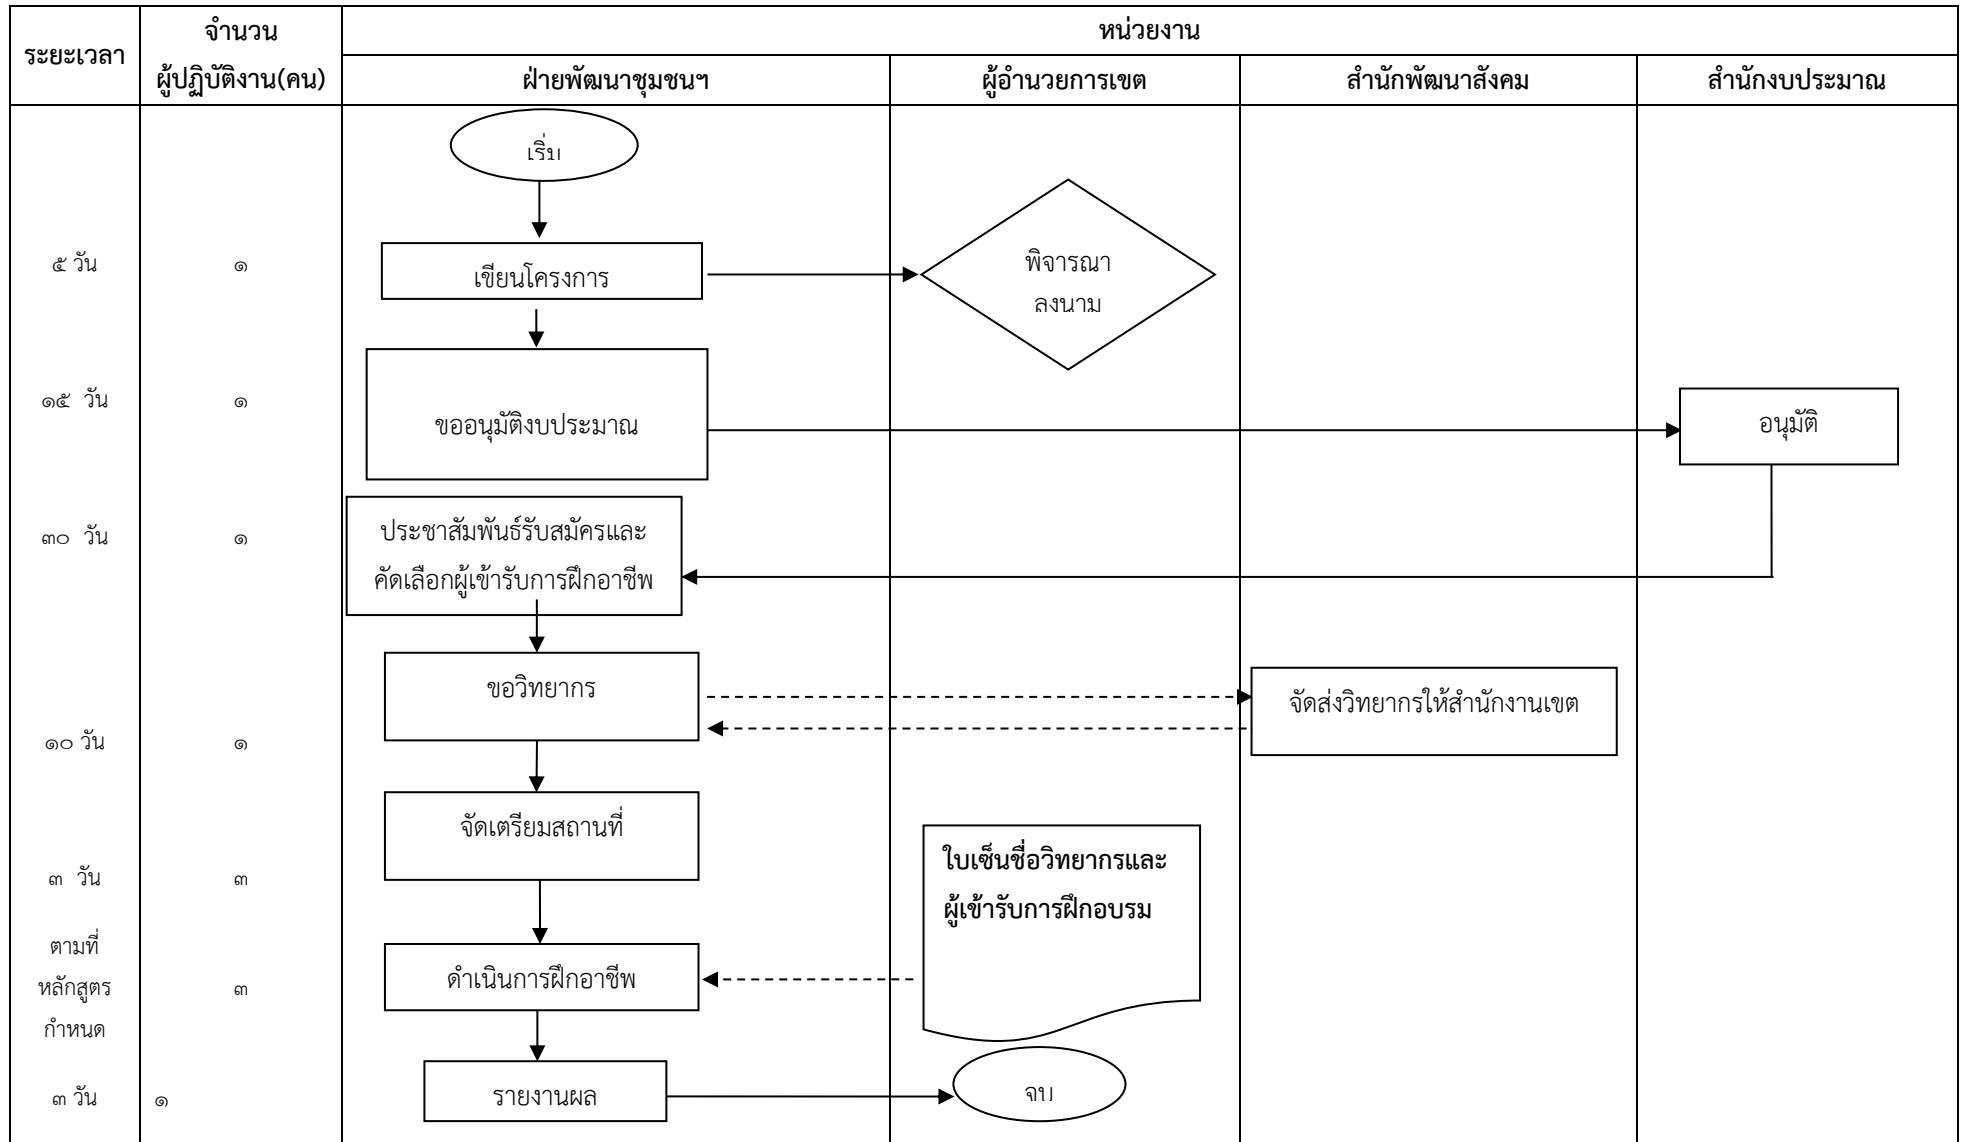 ระยะเวลา
จำนวน
ผู้ปฏิบัติงาน(คน)
หน่วยงาน
ฝ่ายพัฒนาชุมชนฯ
ผู้อำนวยการเขต
สำนักพัฒนาสังคม
สำนักงบประมาณ
เริ่ม
๕ วัน
๑
เขียนโครงการ
พิจารณา
ลงนาม
๑๕ วัน
๑
ขออนุมัติงบประมาณ
อนุมัติ
๓๐ วัน
๑
ประชาสัมพันธ์รับสมัครและ
คัดเลือกผู้เข้ารับการฝึกอาชีพ
ขอวิทยากร
จัดส่งวิทยากรให้สำนักงานเขต
๑๐ วัน
๑
จัดเตรียมสถานที่
ใบเซ็นชื่อวิทยากรและ
ผู้เข้ารับการฝึกอบรม
๓ วัน
๓
ตามที่
หลักสูตร
กำหนด
๓
ดำเนินการฝึกอาชีพ
๓ วัน
๑
รายงานผล
จบ